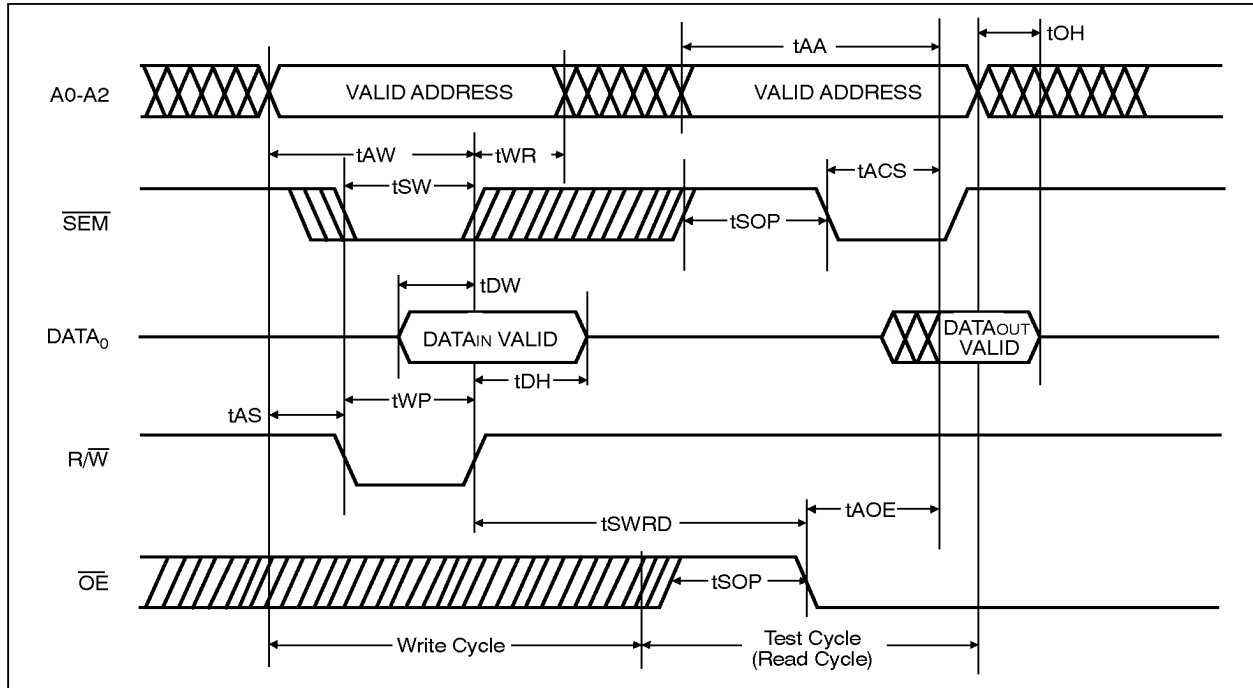 tAA
tOH
A0-A2
VALID ADDRESS
VALID ADDRESS
tAW
tWR
tACS
tSW
SEM
tSOP
tDW
DATA0
DATAIN VALID
DATAOUT
VALID
tDH
tWP
tAS
R/W
tAOE
tSWRD
OE
tSOP
Write Cycle
Test Cycle
(Read Cycle)